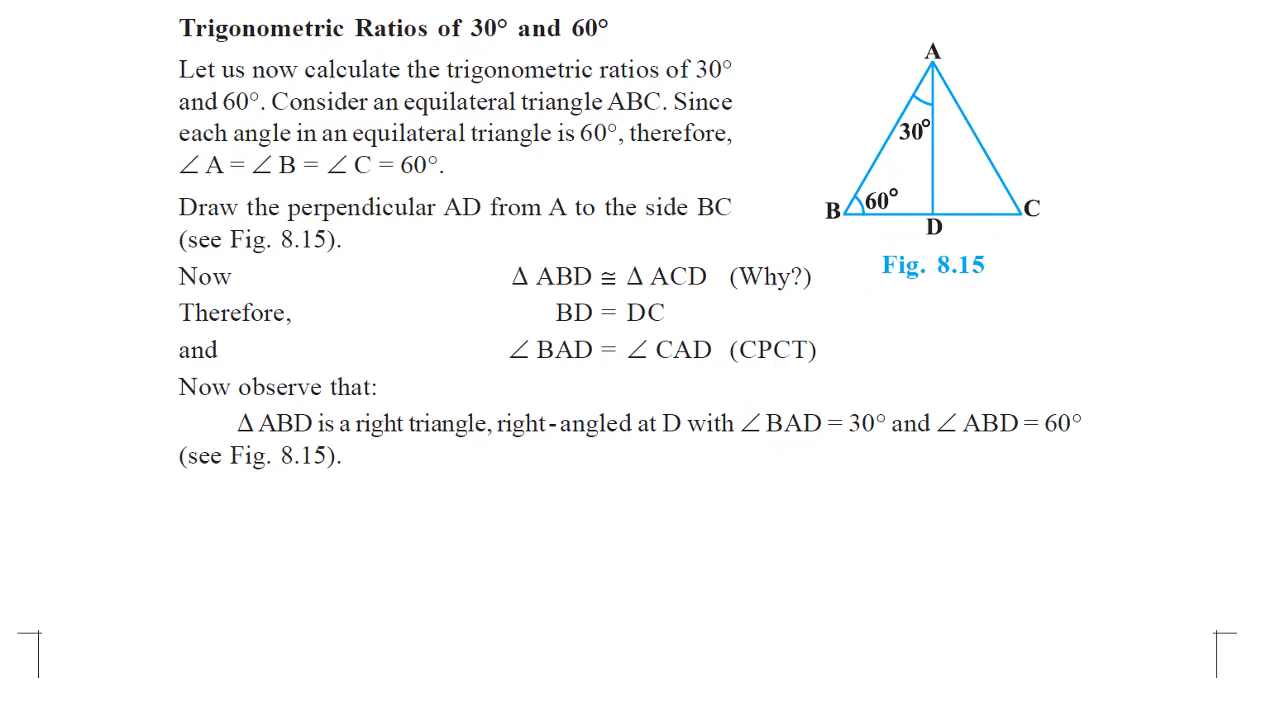 Trigonometric Ratios of 30° and 60°
Let us now calculate the trigonometric ratios of 30°
and 60°. Consider an equilateral triangle ABC. Since
each angle in an equilateral triangle is 60°, therefore,
∠ A = ∠ B = ∠ C = 60°.
Draw the perpendicular AD from A to the side BC
(see Fig. 8.15).
A
30°
60°
B
C
D
Fig. 8.15
Now Δ ABD ≅ Δ ACD (Why?)
Therefore, BD = DC
and ∠ BAD = ∠ CAD (CPCT)
Now observe that:
Δ ABD is a right triangle, right-angled at D with ∠ BAD = 30° and ∠ ABD = 60°
(see Fig. 8.15).